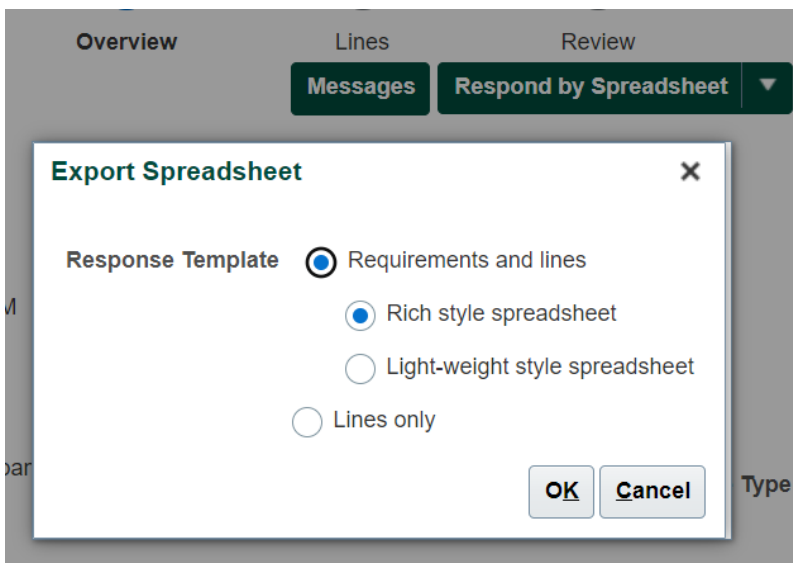 Overview Lines Review
Messages Respond by Spreadsheet
Export Spreadsheet
Response Template Requirements and lines
Rich style spreadsheet
M
Light-weight style spreadsheet
Lines only
par
OK Cancel Type